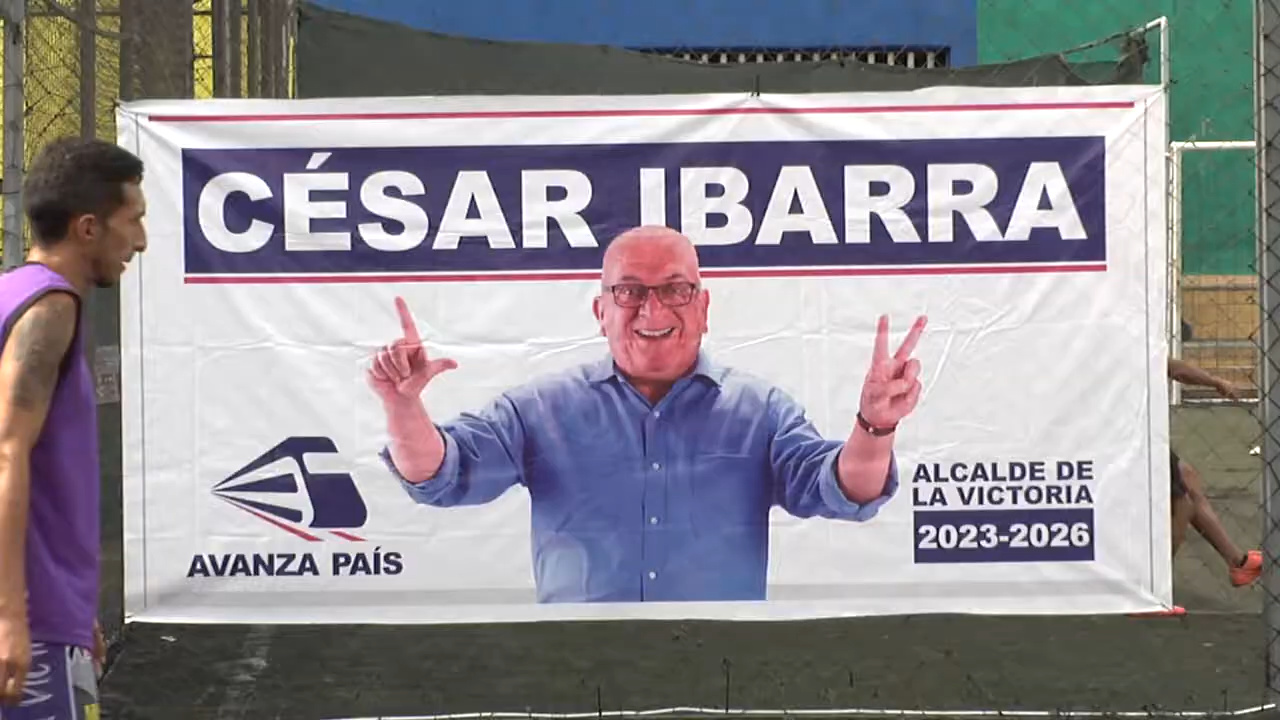 CÉSAR IBARRA
AVANZA PAÍS
ALCALDE DE
LA VICTORIA
2023-2026